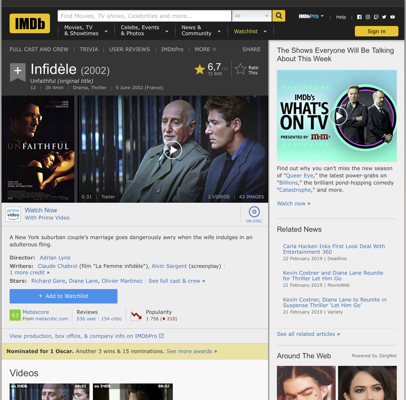 IMDb
Find Movies, TV shows, Celebrities and more...
All
IMDbPro
Help
Movies, TV
& Showtimes
Celebs, Events
& Photos
News &
Community
Watchlist
Sign in
FULL CAST AND CREW | TRIVIA | USER REVIEWS | IMDbPro | MORE
SHARE
Infidèle (2002)
Unfaithful (original title)
12 | 2h 4min | Drama, Thriller | 5 June 2002 (France)
6,7
Rate
This
UNFAITHFUL
0:31 | Trailer
2 VIDEOS | 43 IMAGES
prime video
Watch Now
With Prime Video
ON DISC
A New York suburban couple's marriage goes dangerously awry when the wife indulges in
an adulterous fling.
Director: Adrian Lyne
Writers: Claude Chabrol (film "La Femme infidèle"), Alvin Sargent (screenplay) |
1 more credit »
Stars: Richard Gere, Diane Lane, Olivier Martinez | See full cast & crew »
+ Add to Watchlist
63
Metascore
From metacritic.com
Reviews
536 user | 154 critic
Popularity
1 756 (210)
View production, box office, & company info on IMDbPro
Nominated for 1 Oscar. Another 3 wins & 15 nominations. See more awards »
Videos
00:31
00:32
The Shows Everyone Will Be Talking
About This Week
IMDb's
WHAT'S
ON TV
PRESENTED BY
Find out why you can't miss the new season
of "Queer Eye," the latest power-grabs on
"Billions," the brilliant pond-hopping comedy
"Catastrophe," and more.
Watch now »
Related News
Carla Hacken Inks First Look Deal With
Entertainment 360
22 February 2019 | Deadline
Kevin Costner and Diane Lane Reunite
for Thriller Let Him Go
21 February 2019 | MovieWeb
Kevin Costner, Diane Lane to Reunite in
Suspense Thriller 'Let Him Go'
21 February 2019 | Variety
See all related articles »
Around The Web
Powered by ZergNet